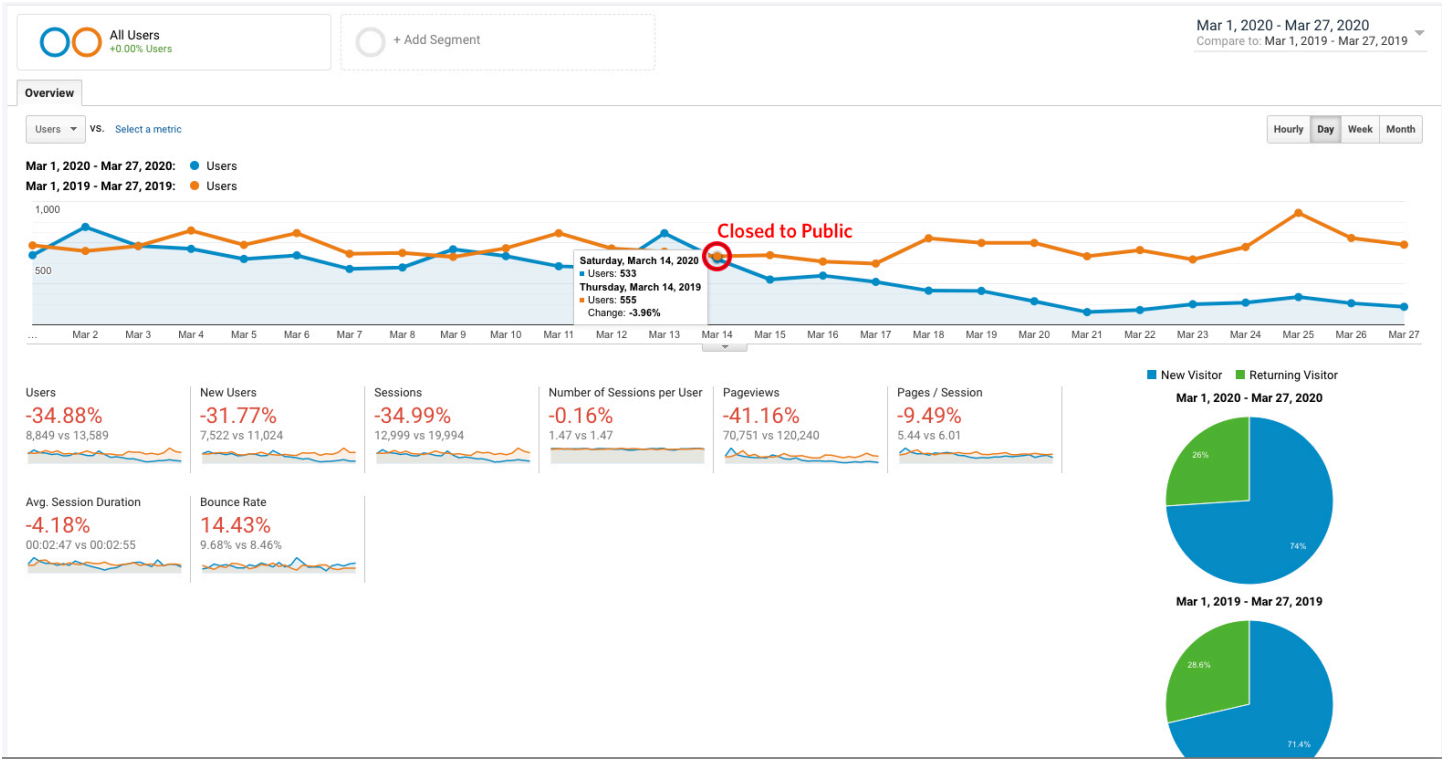 All Users
+0.00% Users
+ Add Segment
Mar 1, 2020 - Mar 27, 2020
Compare to: Mar 1, 2019 - Mar 27, 2019
Overview
Users VS. Select a metric
Hourly Day Week Month
Mar 1, 2020 - Mar 27, 2020: Users
Mar 1, 2019 - Mar 27, 2019: Users
1,000
500
Closed to Public
Saturday, March 14, 2020
Users: 533
Thursday, March 14, 2019
Users: 555
Change: -3.96%
... Mar 2 Mar 3 Mar 4 Mar 5 Mar 6 Mar 7 Mar 8 Mar 9 Mar 10 Mar 11 Mar 12 Mar 13 Mar 14 Mar 15 Mar 16 Mar 17 Mar 18 Mar 19 Mar 20 Mar 21 Mar 22 Mar 23 Mar 24 Mar 25 Mar 26 Mar 27
Users
-34.88%
8,849 vs 13,589
New Users
-31.77%
7,522 vs 11,024
Sessions
-34.99%
12,999 vs 19,994
Number of Sessions per User
-0.16%
1.47 vs 1.47
Pageviews
-41.16%
70,751 vs 120,240
Pages / Session
-9.49%
5.44 vs 6.01
Avg. Session Duration
-4.18%
00:02:47 vs 00:02:55
Bounce Rate
14.43%
9.68% vs 8.46%
New Visitor Returning Visitor
Mar 1, 2020 - Mar 27, 2020
26%
74%
Mar 1, 2019 - Mar 27, 2019
28.6%
71.4%